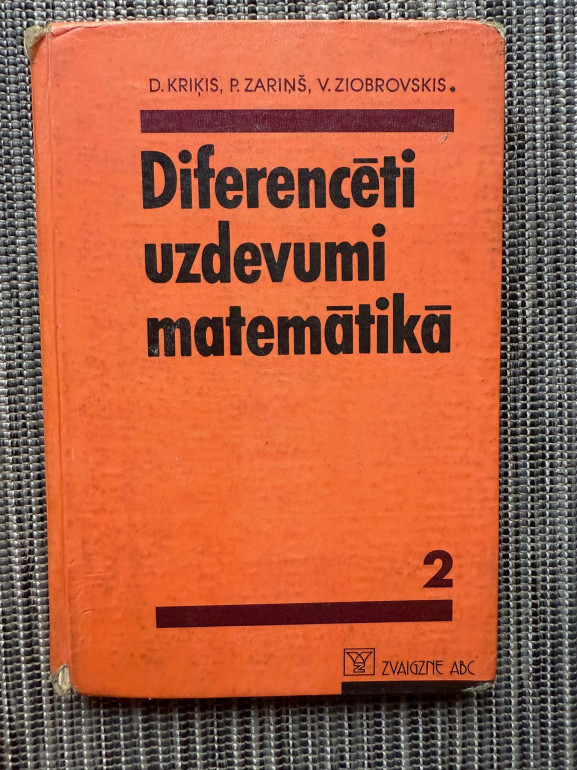 D. KRIĶIS, P. ZARIŅŠ, V. ZIOBROVSKIS.
Diferencēti
uzdevumi
matemātikā
2
ZVAIGZNE ABC